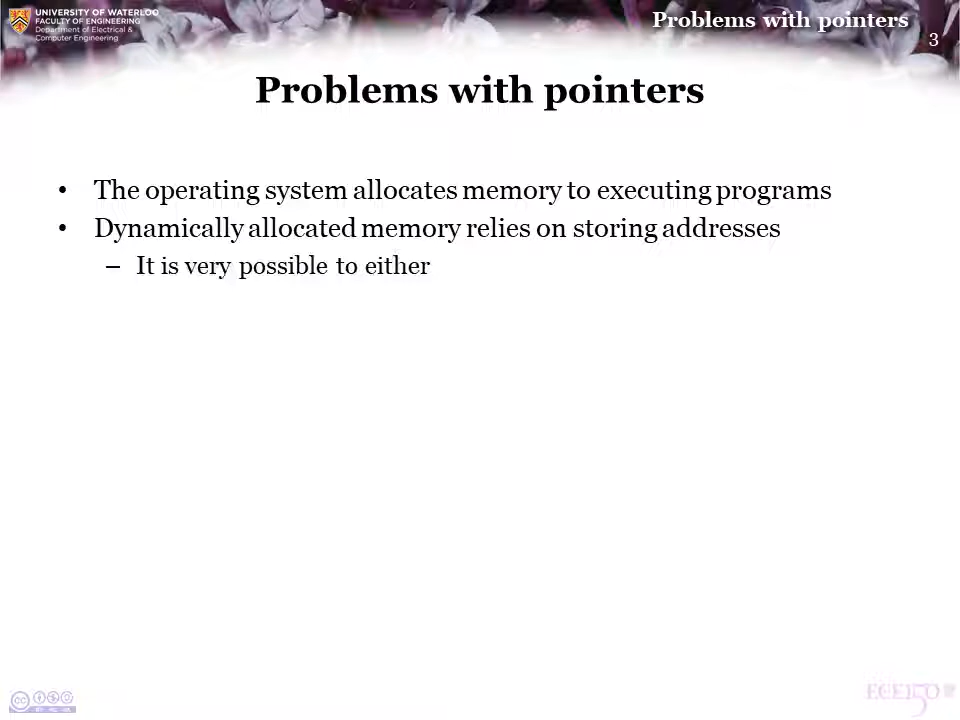 UNIVERSITY OF WATERLOO
FACULTY OF ENGINEERING
Department of Electrical &
Computer Engineering
Problems with pointers
3
Problems with pointers
• The operating system allocates memory to executing programs
• Dynamically allocated memory relies on storing addresses
– It is very possible to either